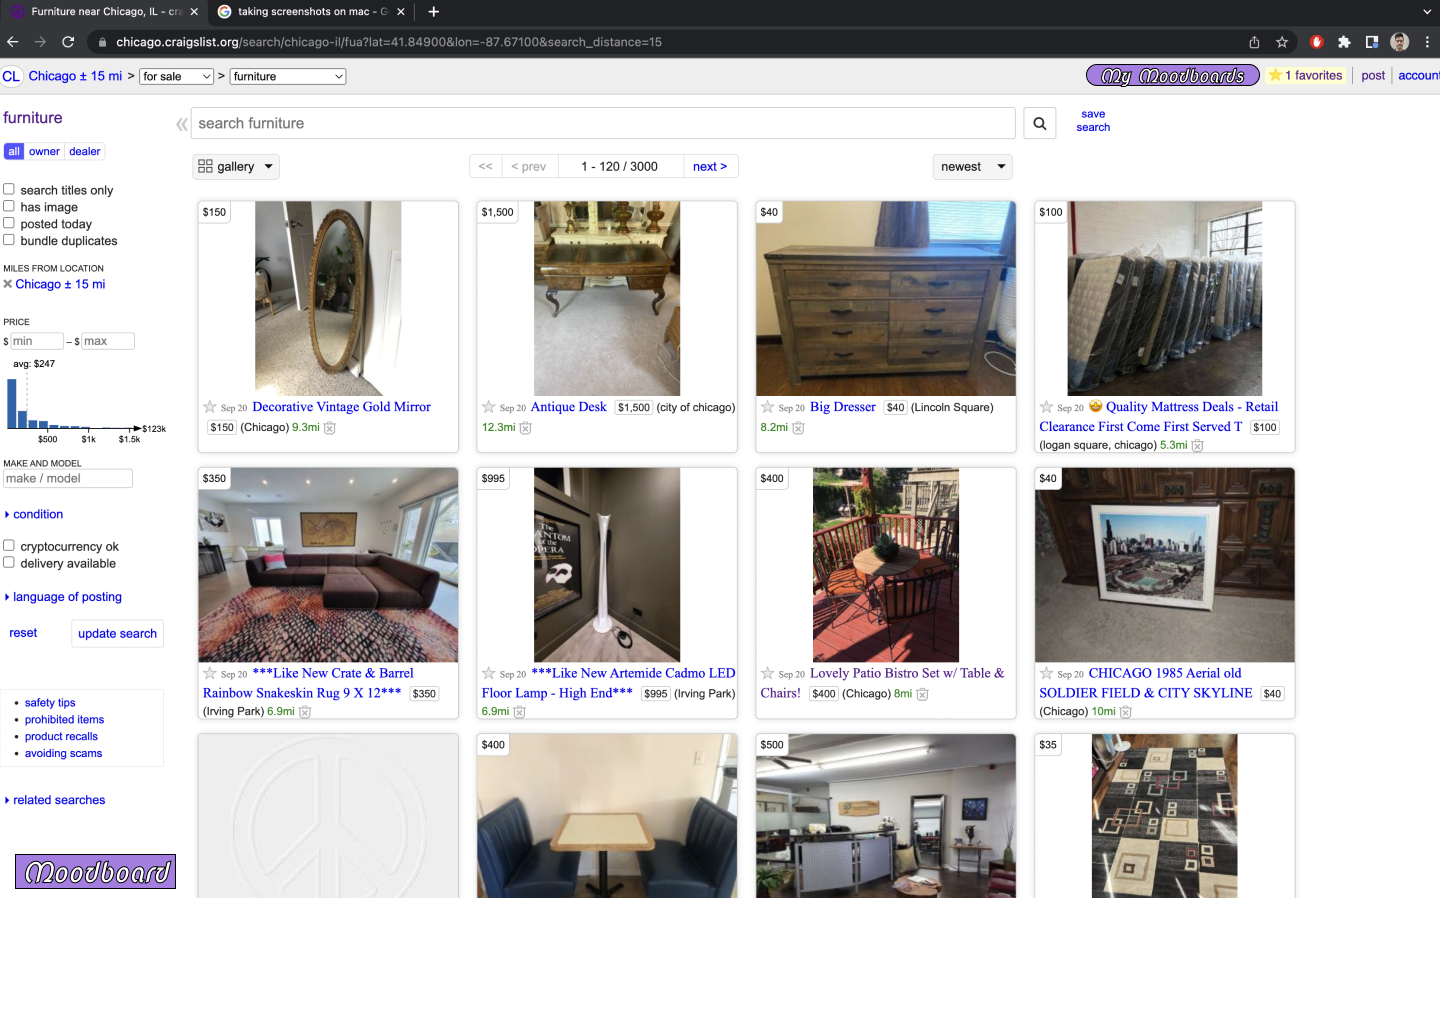 Furniture near Chicago, IL - cra
taking screenshots on mac - G
chicago.craigslist.org/search/chicago-il/fua?lat=41.84900&lon=-87.67100&search_distance=15
CL Chicago ± 15 mi > for sale > furniture
My Moodboards
1 favorites
post
account
furniture
search furniture
save
search
all owner dealer
gallery
<< < prev 1 - 120 / 3000 next >
newest
search titles only
has image
posted today
bundle duplicates
MILES FROM LOCATION
Chicago ± 15 mi
PRICE
$ min – $ max
avg: $247
$123k
$500 $1k $1.5k
MAKE AND MODEL
make / model
condition
cryptocurrency ok
delivery available
language of posting
reset update search
safety tips
prohibited items
product recalls
avoiding scams
related searches
Moodboard
$150
Sep 20 Decorative Vintage Gold Mirror
$150 (Chicago) 9.3mi
$1,500
Sep 20 Antique Desk $1,500 (city of chicago)
12.3mi
$40
Sep 20 Big Dresser $40 (Lincoln Square)
8.2mi
$100
Sep 20 🤩 Quality Mattress Deals - Retail
Clearance First Come First Served T $100
(logan square, chicago) 5.3mi
$350
Sep 20 ***Like New Crate & Barrel
Rainbow Snakeskin Rug 9 X 12*** $350
(Irving Park) 6.9mi
$995
The
PHANTOM
of the
OPERA
Sep 20 ***Like New Artemide Cadmo LED
Floor Lamp - High End*** $995 (Irving Park)
6.9mi
$400
Sep 20 Lovely Patio Bistro Set w/ Table &
Chairs! $400 (Chicago) 8mi
$40
Sep 20 CHICAGO 1985 Aerial old
SOLDIER FIELD & CITY SKYLINE $40
(Chicago) 10mi
$400
$500
$35